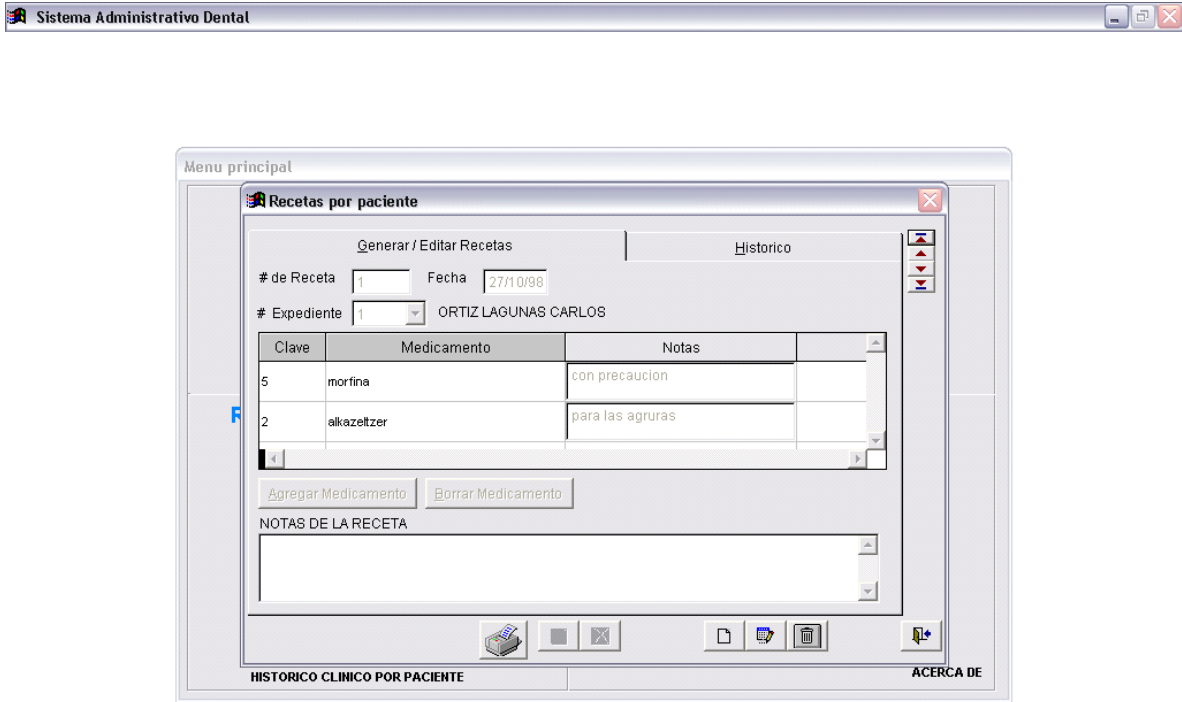 Sistema Administrativo Dental
Menu principal
Recetas por paciente
Generar / Editar Recetas Historico
# de Receta 1 Fecha 27/10/98
# Expediente 1 ORTIZ LAGUNAS CARLOS
Clave Medicamento Notas
5 morfina con precaucion
2 alkazeltzer para las agruras
Agregar Medicamento Borrar Medicamento
NOTAS DE LA RECETA
HISTORICO CLINICO POR PACIENTE ACERCA DE